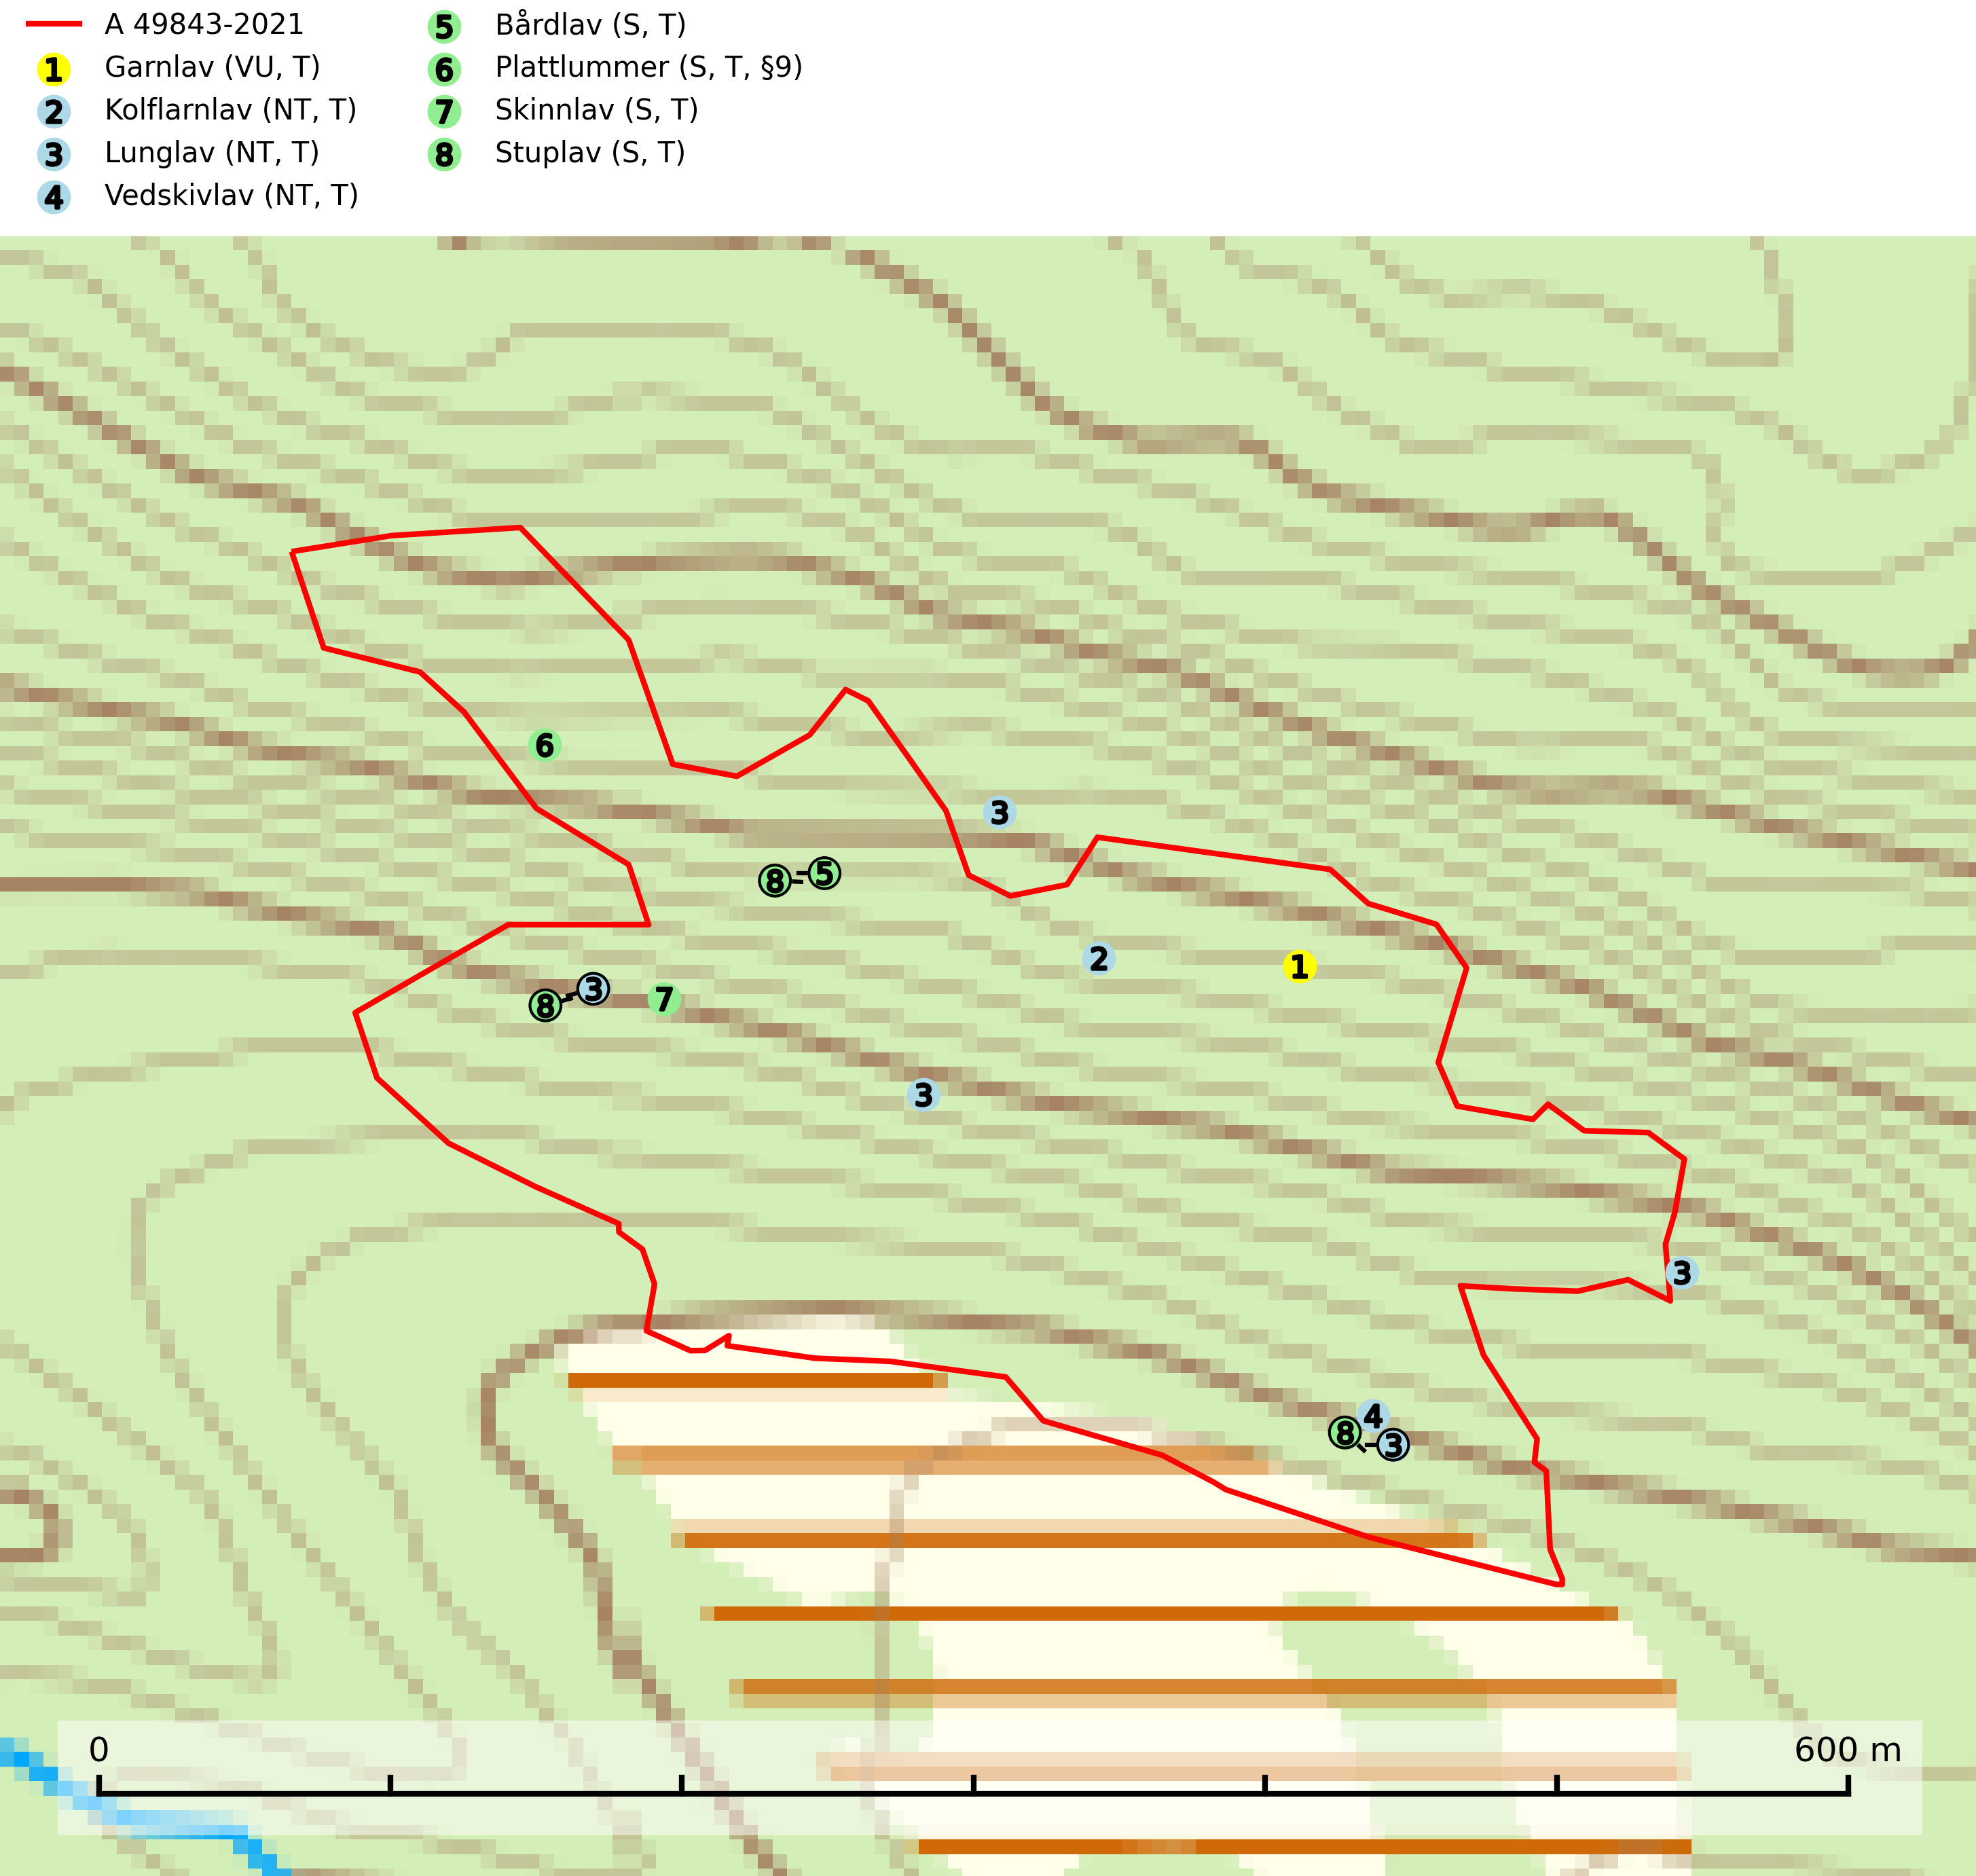 A 49843-2021
1 Garnlav (VU, T)
2 Kolflarnlav (NT, T)
3 Lunglav (NT, T)
4 Vedskivlav (NT, T)
5 Bårdlav (S, T)
6 Plattlummer (S, T, §9)
7 Skinnlav (S, T)
8 Stuplav (S, T)
6
3
8 5
2 1
8 3 7
3
3
4
8 3
0 600 m